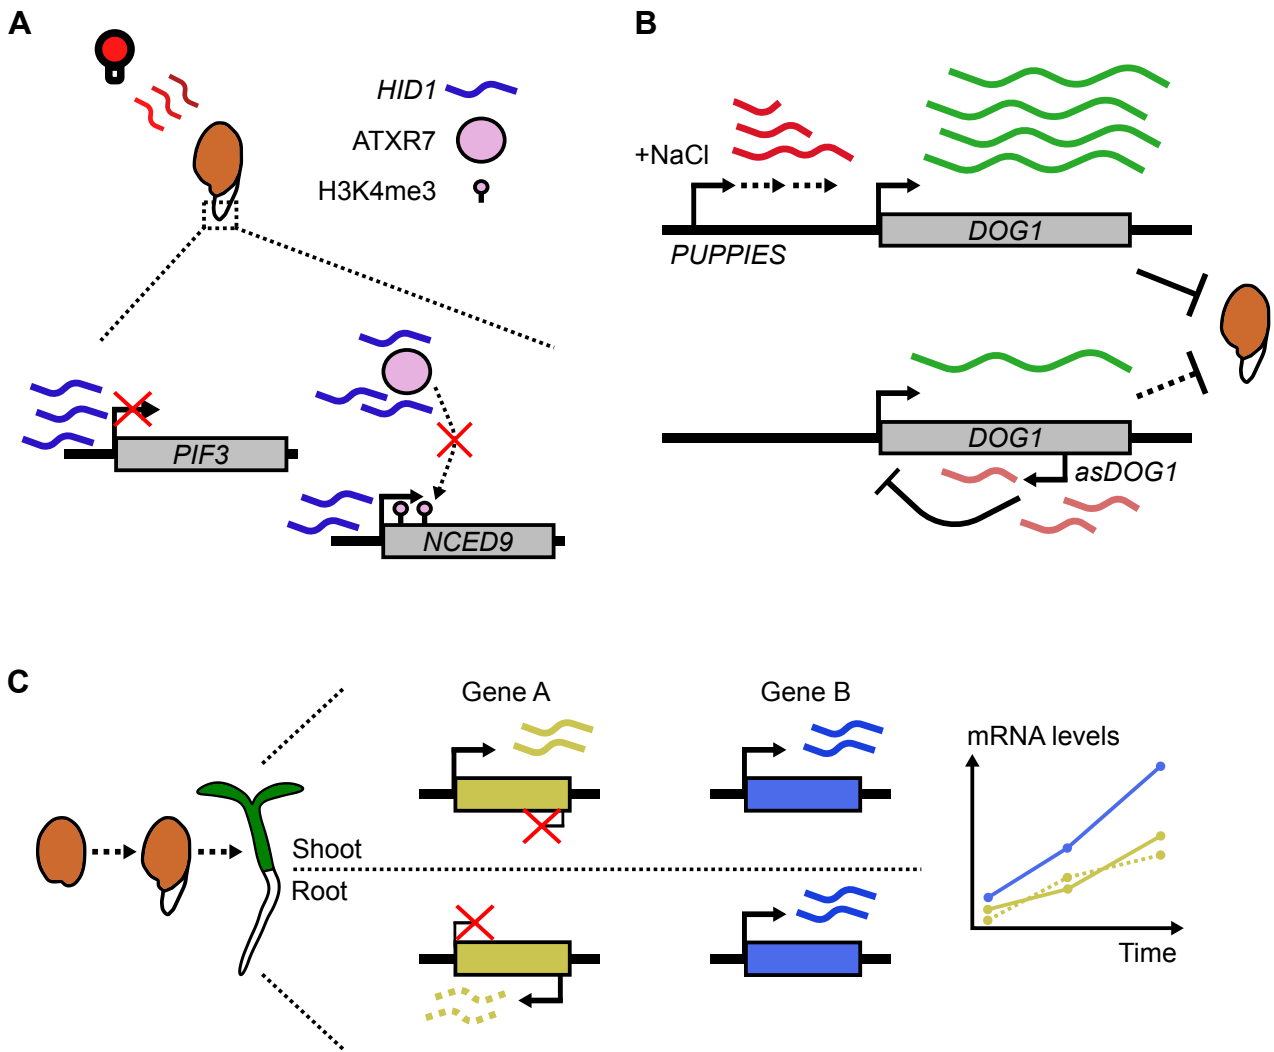 A
HID1
ATXR7
H3K4me3
PIF3
NCED9
B
+NaCl
DOG1
PUPPIES
DOG1
asDOG1
C
Gene A
Gene B
mRNA levels
Shoot
Root
Time